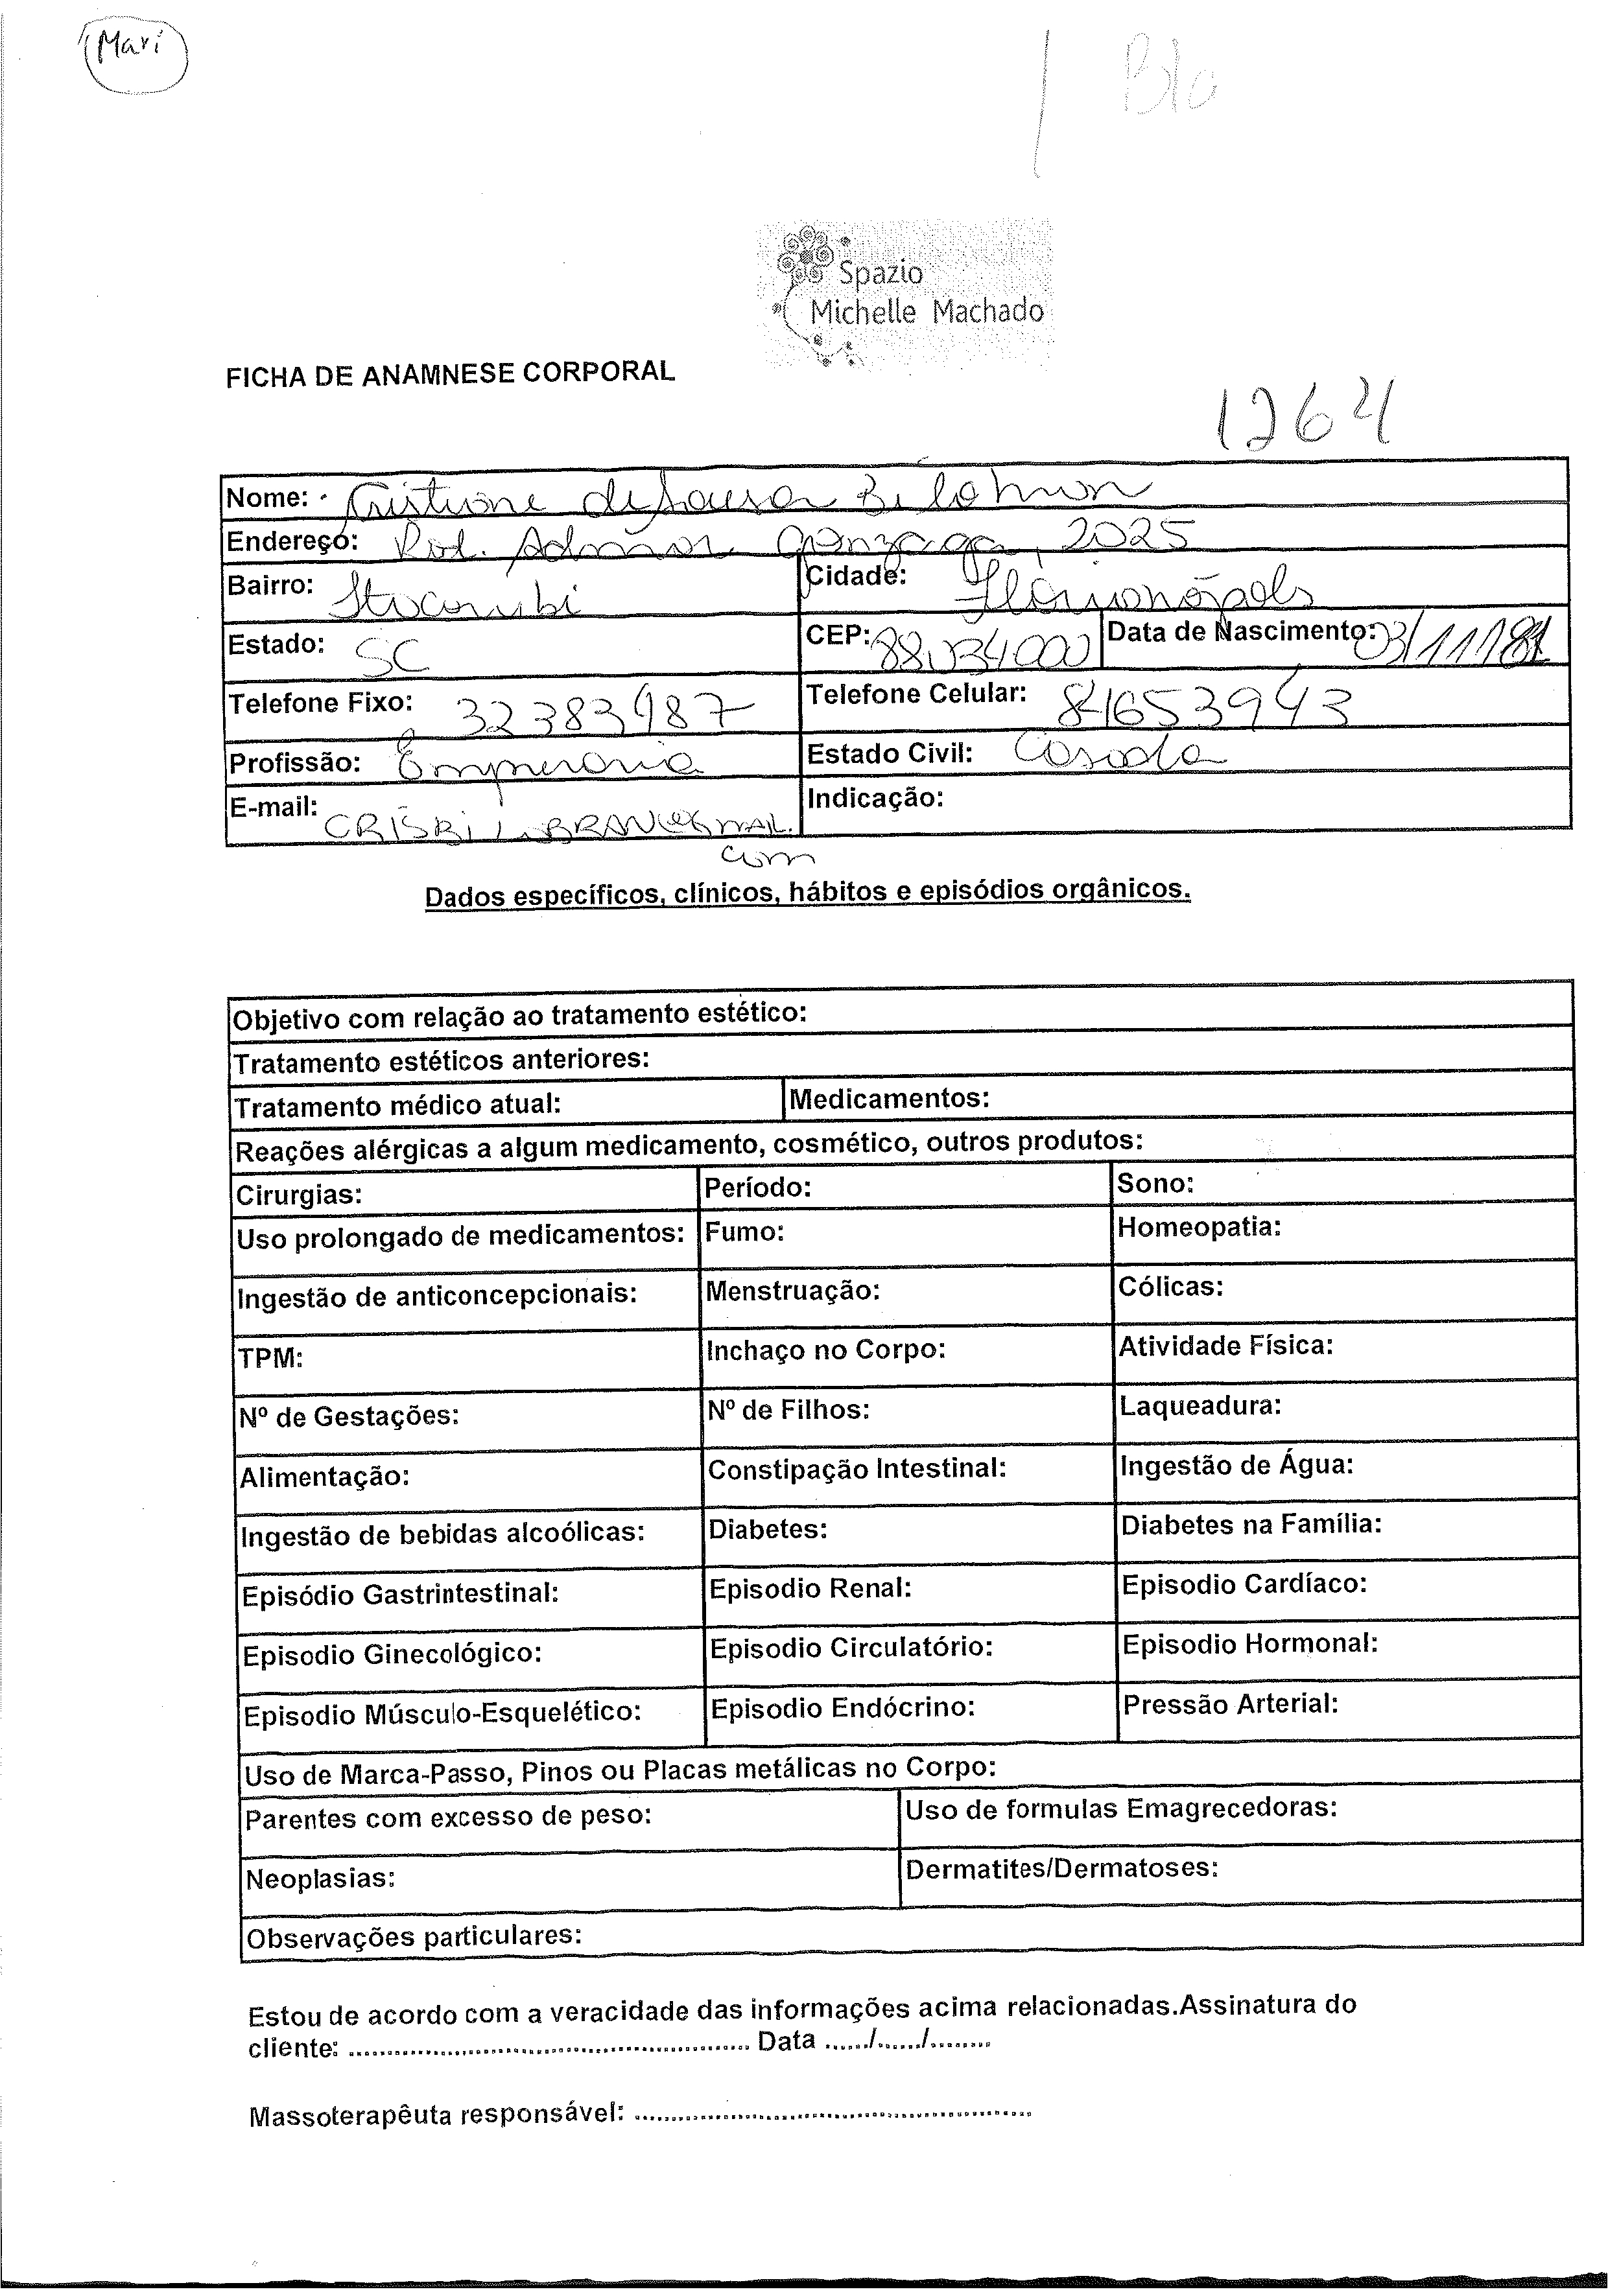 Mari
Spazio
Michelle Machado
FICHA DE ANAMNESE CORPORAL
1264
Nome: Cristiane de Souza
Endereço: Rod. Admar Gonzaga, 2025
Bairro: Itacorubi Cidade: Florianópolis
Estado: SC CEP: 88034000 Data de Nascimento: 03/11/81
Telefone Fixo: 32383987 Telefone Celular: 84653943
Profissão: Estado Civil: Casada
E-mail: Indicação:
com
Dados específicos, clínicos, hábitos e episódios orgânicos.
Objetivo com relação ao tratamento estético:
Tratamento estéticos anteriores:
Tratamento médico atual: Medicamentos:
Reações alérgicas a algum medicamento, cosmético, outros produtos:
Cirurgias: Período: Sono:
Uso prolongado de medicamentos: Fumo: Homeopatia:
Ingestão de anticoncepcionais: Menstruação: Cólicas:
TPM: Inchaço no Corpo: Atividade Física:
Nº de Gestações: Nº de Filhos: Laqueadura:
Alimentação: Constipação Intestinal: Ingestão de Água:
Ingestão de bebidas alcoólicas: Diabetes: Diabetes na Família:
Episódio Gastrintestinal: Episodio Renal: Episodio Cardíaco:
Episodio Ginecológico: Episodio Circulatório: Episodio Hormonal:
Episodio Músculo-Esquelético: Episodio Endócrino: Pressão Arterial:
Uso de Marca-Passo, Pinos ou Placas metálicas no Corpo:
Parentes com excesso de peso: Uso de formulas Emagrecedoras:
Neoplasias: Dermatites/Dermatoses:
Observações particulares:
Estou de acordo com a veracidade das informações acima relacionadas.Assinatura do
cliente: .................................................... Data ....../....../........
Massoterapêuta responsável: ....................................................